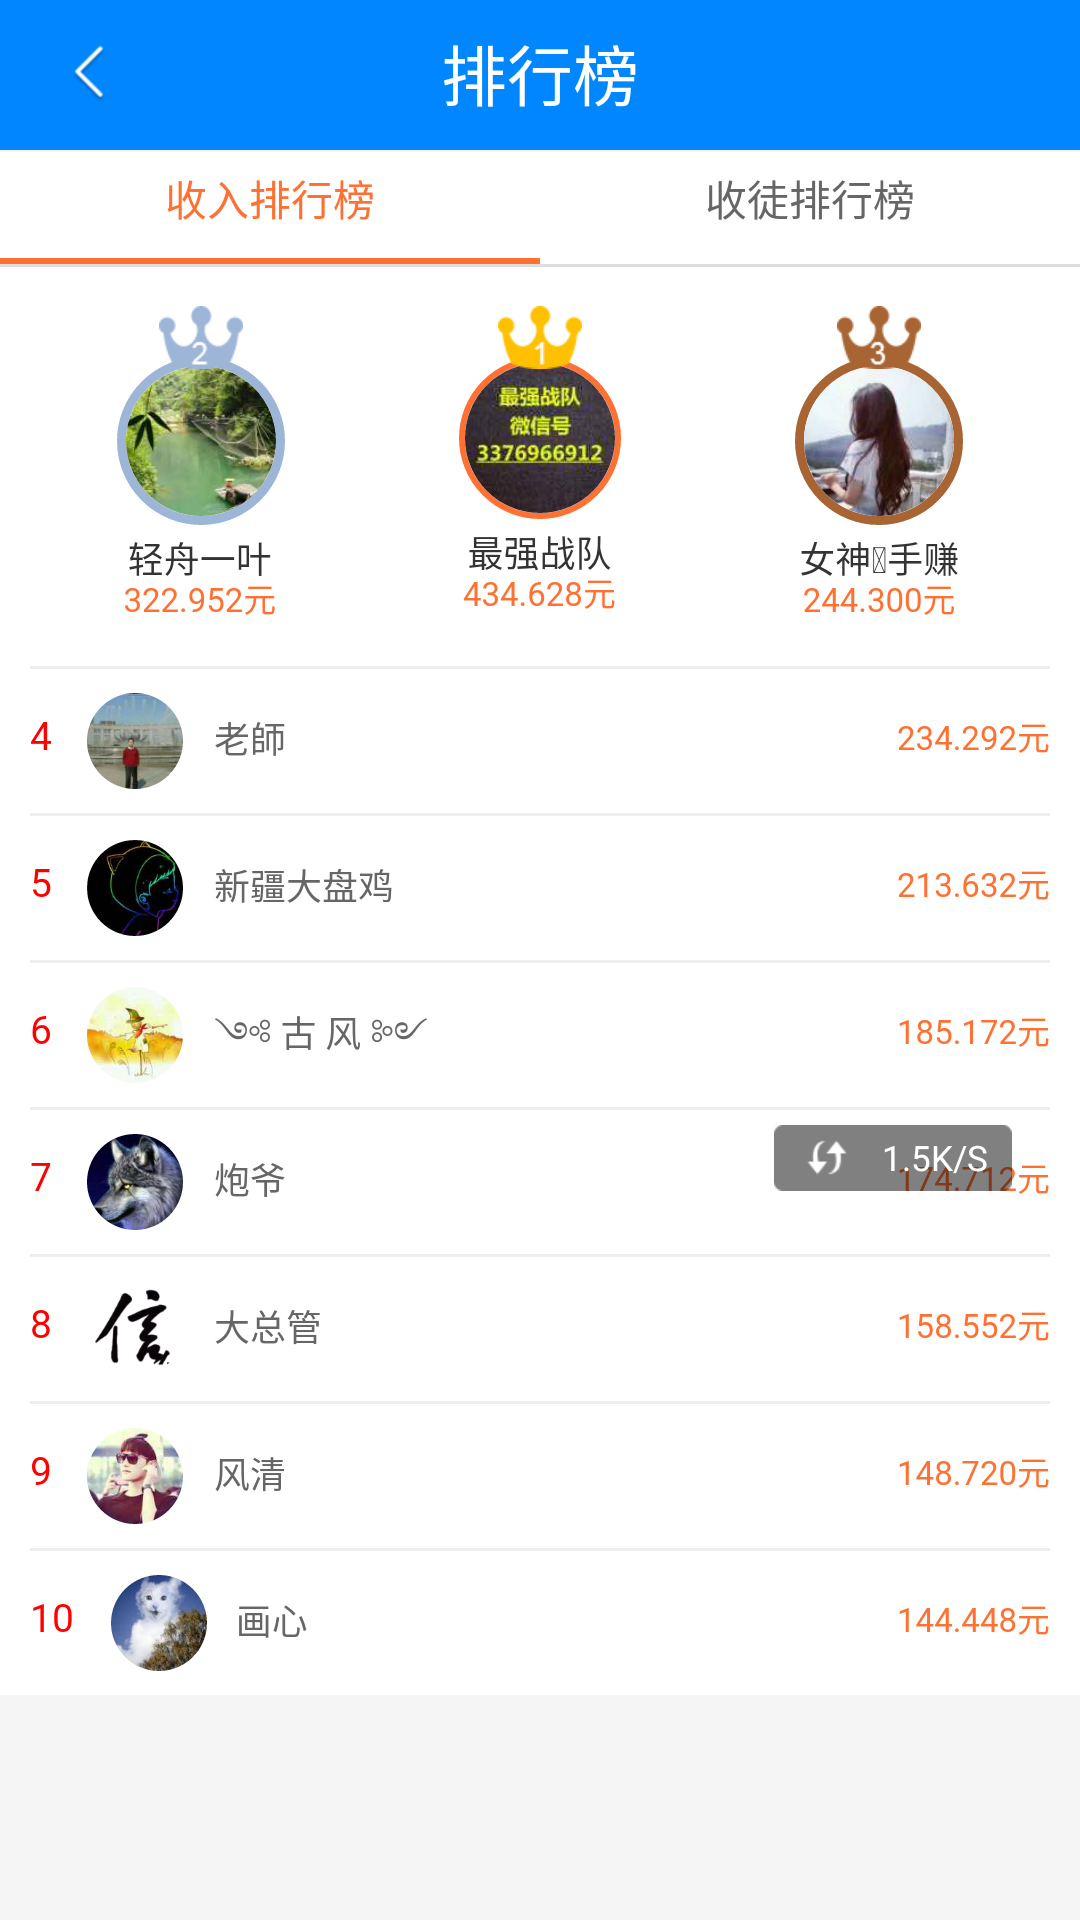 排行榜
收入排行榜
收徒排行榜
2
1
3
最强战队
微信号
3376966912
轻舟一叶
最强战队
女神手赚
322.952元
434.628元
244.300元
4 老師 234.292元
5 新疆大盘鸡 213.632元
6 ༺ 古 风 ༻ 185.172元
7 炮爷 174.712元
1.5K/S
8 信 大总管 158.552元
9 风清 148.720元
10 画心 144.448元